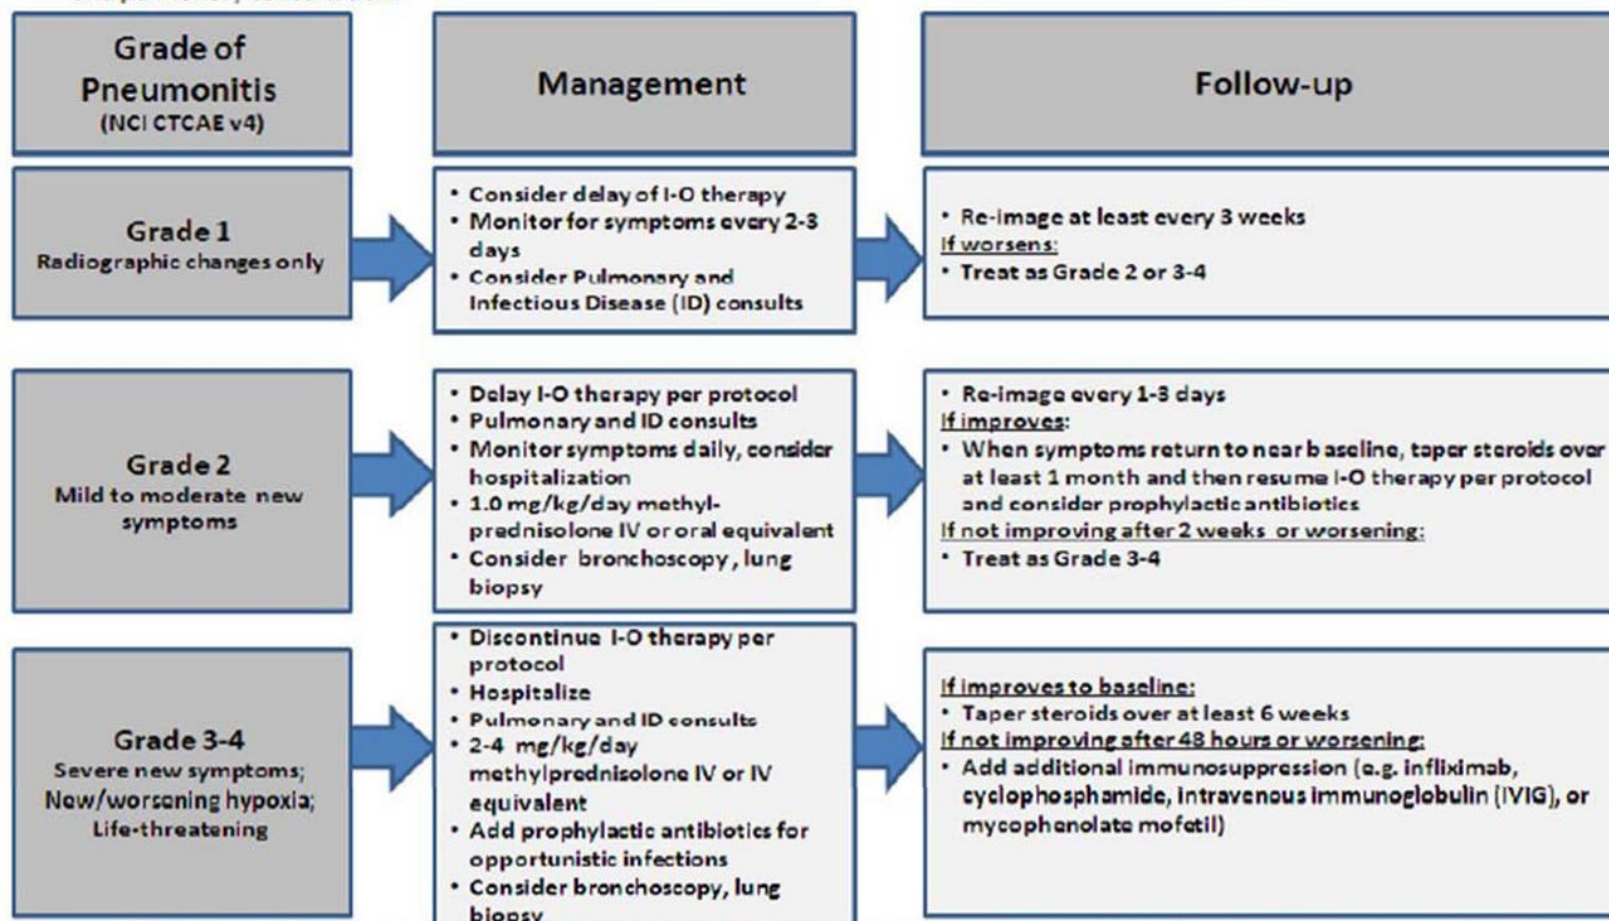 Grade of
Pneumonitis
(NCI CTCAE v4)
Management
Follow-up
Grade 1
Radiographic changes only
• Consider delay of I-O therapy
• Monitor for symptoms every 2-3
days
• Consider Pulmonary and
Infectious Disease (ID) consults
• Re-image at least every 3 weeks
If worsens:
• Treat as Grade 2 or 3-4
Grade 2
Mild to moderate new
symptoms
• Delay I-O therapy per protocol
• Pulmonary and ID consults
• Monitor symptoms daily, consider
hospitalization
• 1.0 mg/kg/day methyl-
prednisolone IV or oral equivalent
• Consider bronchoscopy, lung
biopsy
• Re-image every 1-3 days
If improves:
• When symptoms return to near baseline, taper steroids over
at least 1 month and then resume I-O therapy per protocol
and consider prophylactic antibiotics
If not improving after 2 weeks or worsening:
• Treat as Grade 3-4
Grade 3-4
Severe new symptoms;
New/worsening hypoxia;
Life-threatening
• Discontinue I-O therapy per
protocol
• Hospitalize
• Pulmonary and ID consults
• 2-4 mg/kg/day
methylprednisolone IV or IV
equivalent
• Add prophylactic antibiotics for
opportunistic infections
• Consider bronchoscopy, lung
biopsy
If improves to baseline:
• Taper steroids over at least 6 weeks
If not improving after 48 hours or worsening:
• Add additional immunosuppression (e.g. infliximab,
cyclophosphamide, intravenous immunoglobulin (IVIG), or
mycophenolate mofetil)